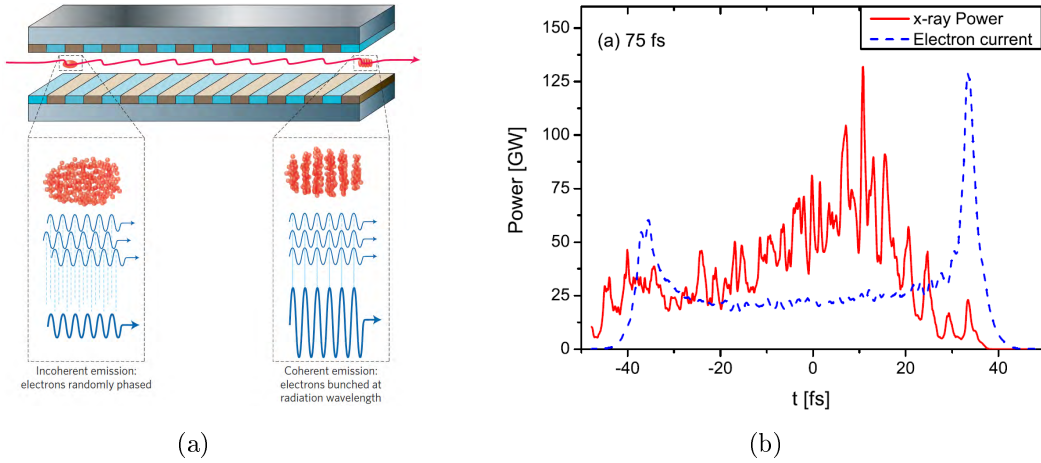 Incoherent emission:
electrons randomly phased
Coherent emission:
electrons bunched at
radiation wavelength
(a)
(a) 75 fs
x-ray Power
Electron current
Power [GW]
150
125
100
75
50
25
0
-40
-20
0
20
40
t [fs]
(b)